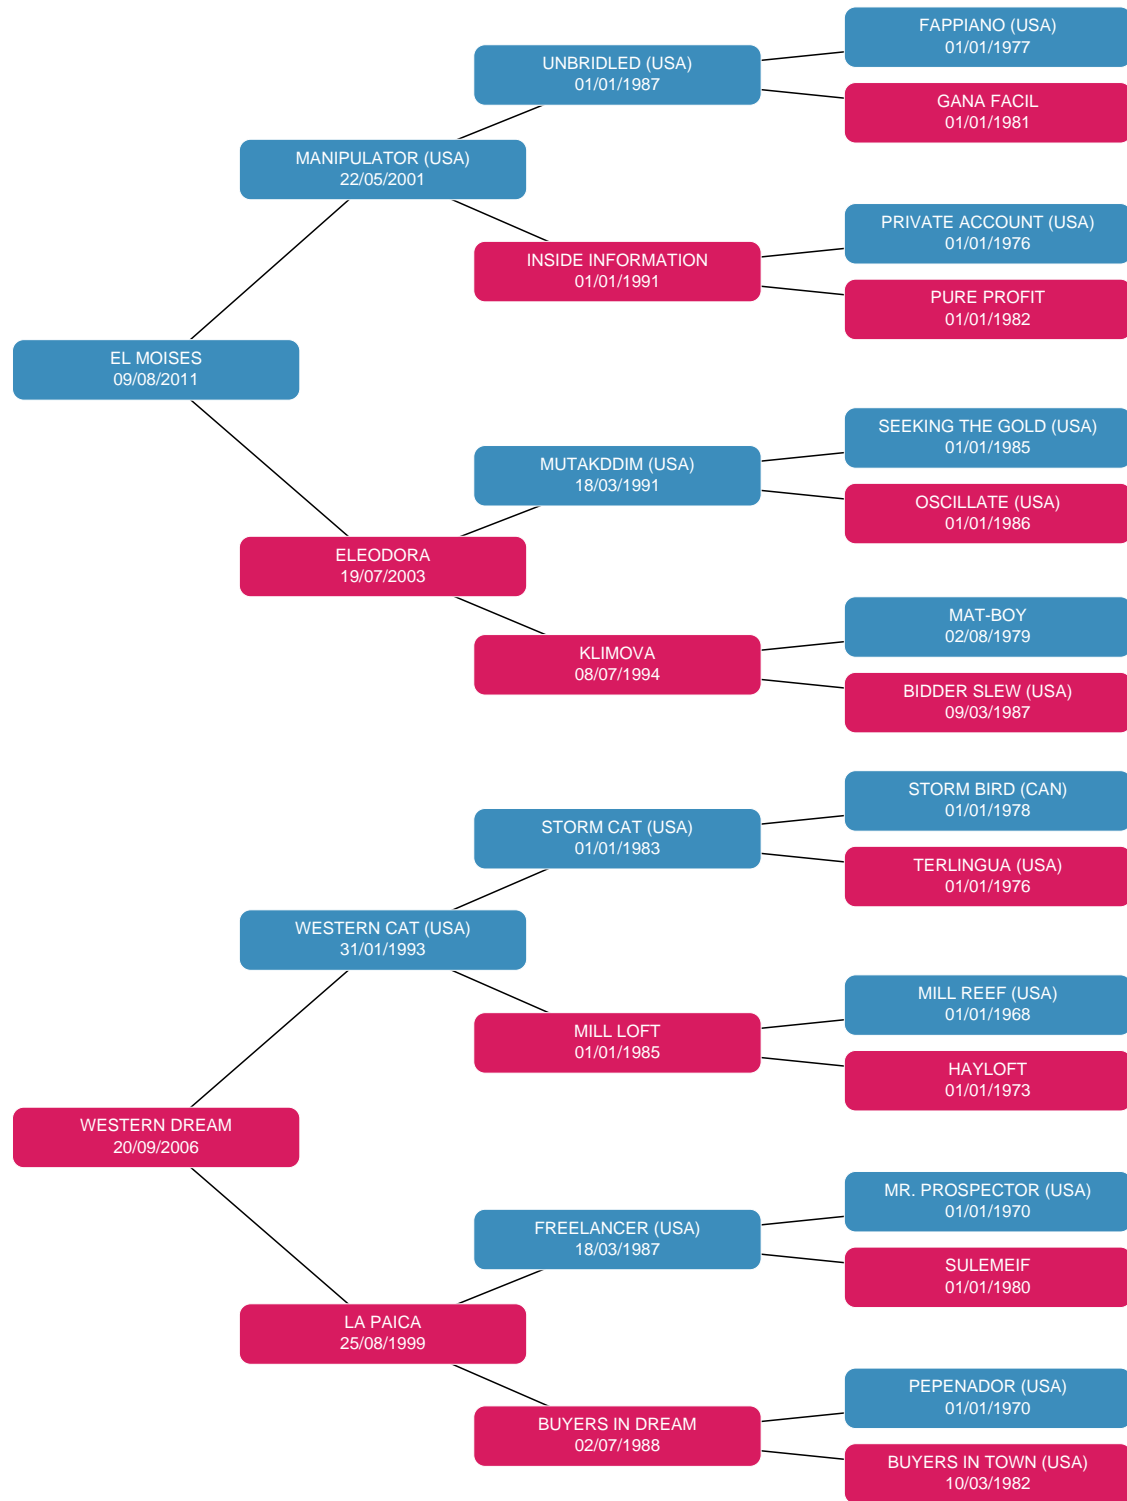 FAPPIANO (USA)
01/01/1977
UNBRIDLED (USA)
01/01/1987
GANA FACIL
01/01/1981
MANIPULATOR (USA)
22/05/2001
PRIVATE ACCOUNT (USA)
01/01/1976
INSIDE INFORMATION
01/01/1991
PURE PROFIT
01/01/1982
EL MOISES
09/08/2011
SEEKING THE GOLD (USA)
01/01/1985
MUTAKDDIM (USA)
18/03/1991
OSCILLATE (USA)
01/01/1986
ELEODORA
19/07/2003
MAT-BOY
02/08/1979
KLIMOVA
08/07/1994
BIDDER SLEW (USA)
09/03/1987
STORM BIRD (CAN)
01/01/1978
STORM CAT (USA)
01/01/1983
TERLINGUA (USA)
01/01/1976
WESTERN CAT (USA)
31/01/1993
MILL REEF (USA)
01/01/1968
MILL LOFT
01/01/1985
HAYLOFT
01/01/1973
WESTERN DREAM
20/09/2006
MR. PROSPECTOR (USA)
01/01/1970
FREELANCER (USA)
18/03/1987
SULEMEIF
01/01/1980
LA PAICA
25/08/1999
PEPENADOR (USA)
01/01/1970
BUYERS IN DREAM
02/07/1988
BUYERS IN TOWN (USA)
10/03/1982